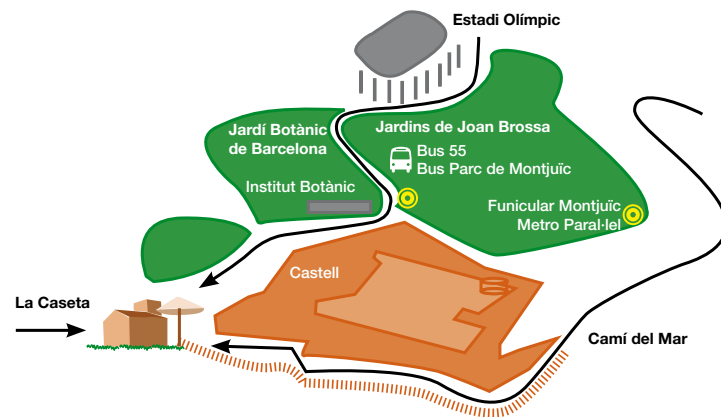 Estadi Olímpic
Jardí Botànic
de Barcelona
Jardins de Joan Brossa
Bus 55
Bus Parc de Montjuïc
Institut Botànic
Funicular Montjuïc
Metro Paral·lel
Castell
La Caseta
Camí del Mar